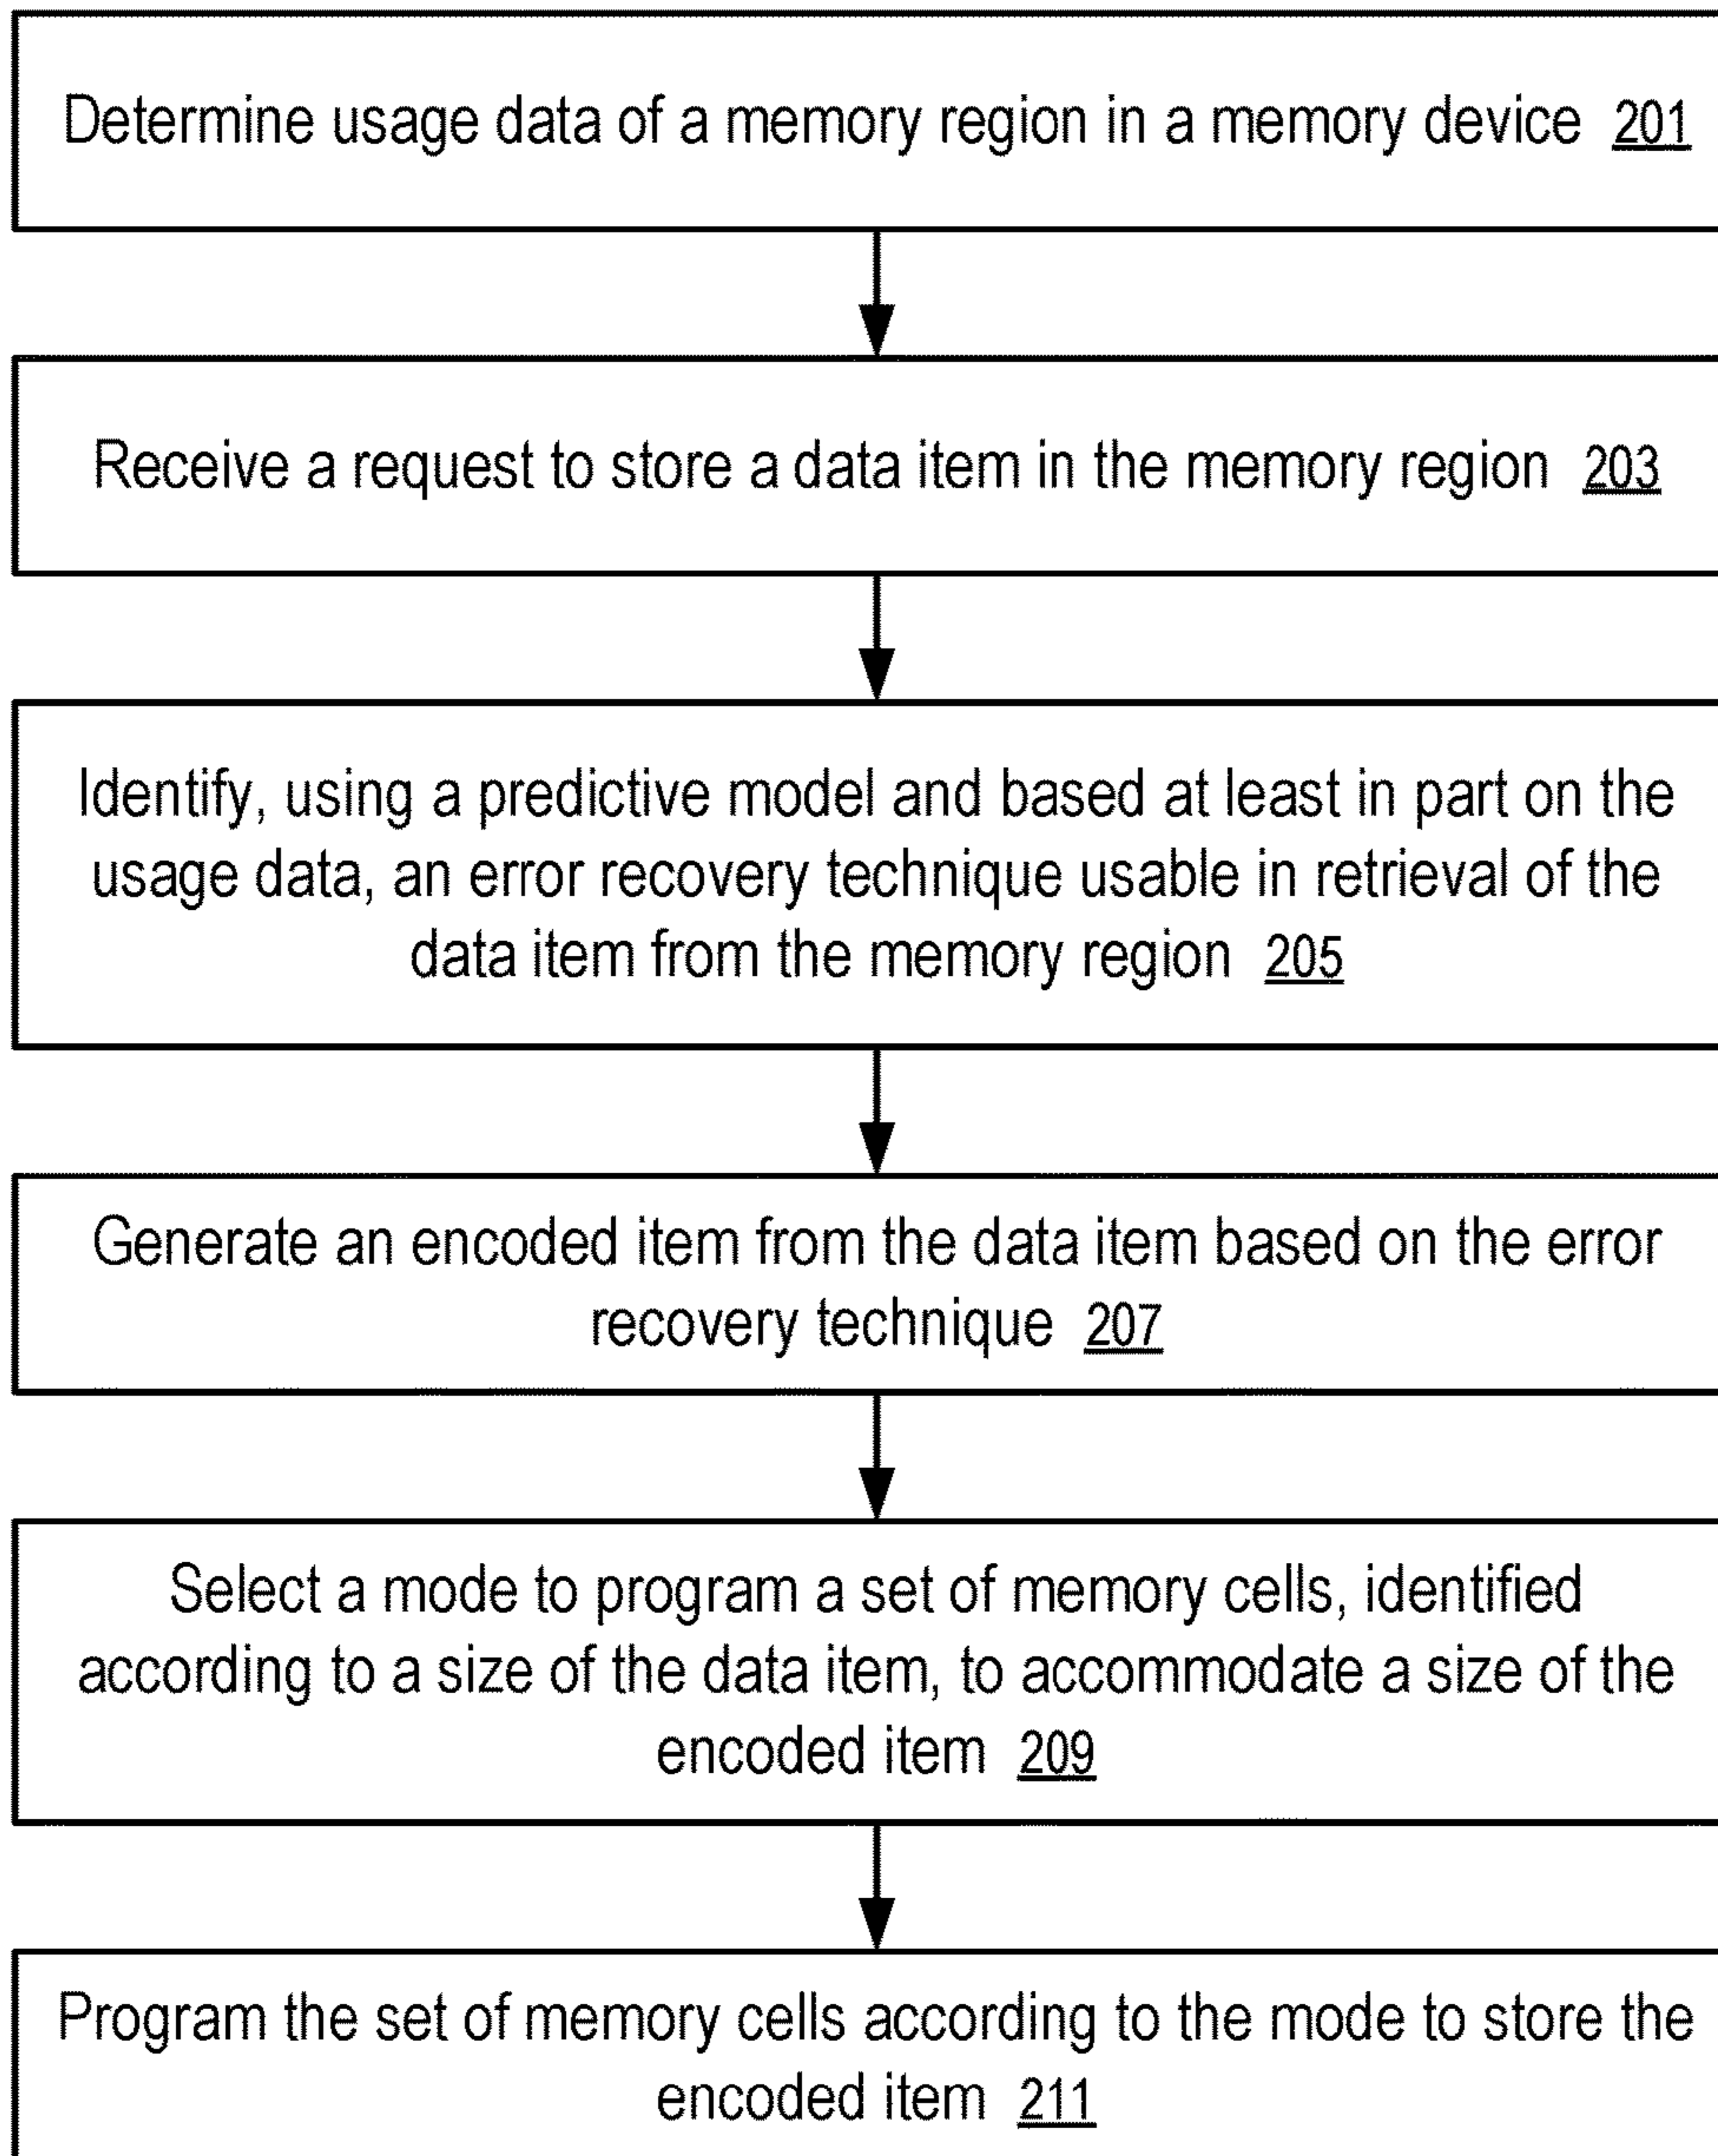 Determine usage data of a memory region in a memory device 201
Receive a request to store a data item in the memory region 203
Identify, using a predictive model and based at least in part on the
usage data, an error recovery technique usable in retrieval of the
data item from the memory region 205
Generate an encoded item from the data item based on the error
recovery technique 207
Select a mode to program a set of memory cells, identified
according to a size of the data item, to accommodate a size of the
encoded item 209
Program the set of memory cells according to the mode to store the
encoded item 211